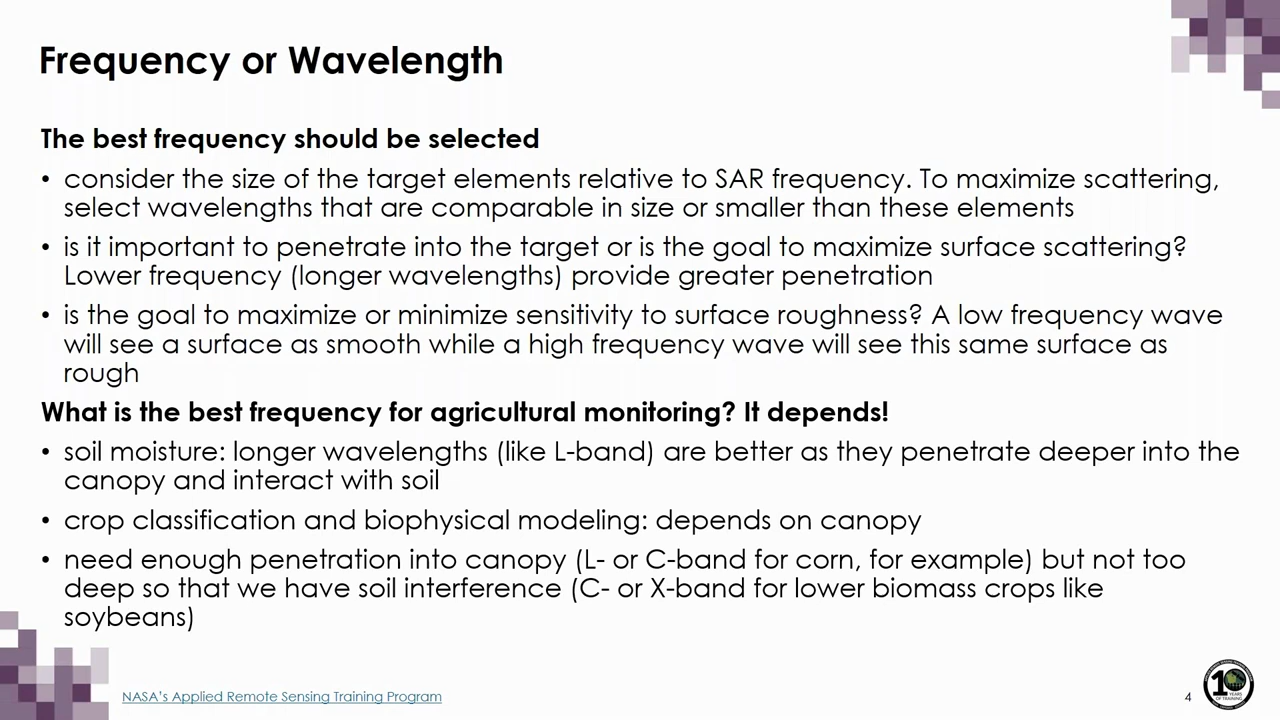 Frequency or Wavelength
The best frequency should be selected
• consider the size of the target elements relative to SAR frequency. To maximize scattering,
select wavelengths that are comparable in size or smaller than these elements
• is it important to penetrate into the target or is the goal to maximize surface scattering?
Lower frequency (longer wavelengths) provide greater penetration
• is the goal to maximize or minimize sensitivity to surface roughness? A low frequency wave
will see a surface as smooth while a high frequency wave will see this same surface as
rough
What is the best frequency for agricultural monitoring? It depends!
• soil moisture: longer wavelengths (like L-band) are better as they penetrate deeper into the
canopy and interact with soil
• crop classification and biophysical modeling: depends on canopy
• need enough penetration into canopy (L- or C-band for corn, for example) but not too
deep so that we have soil interference (C- or X-band for lower biomass crops like
soybeans)
NASA's Applied Remote Sensing Training Program
4
10
YEARS
OF TRAINING